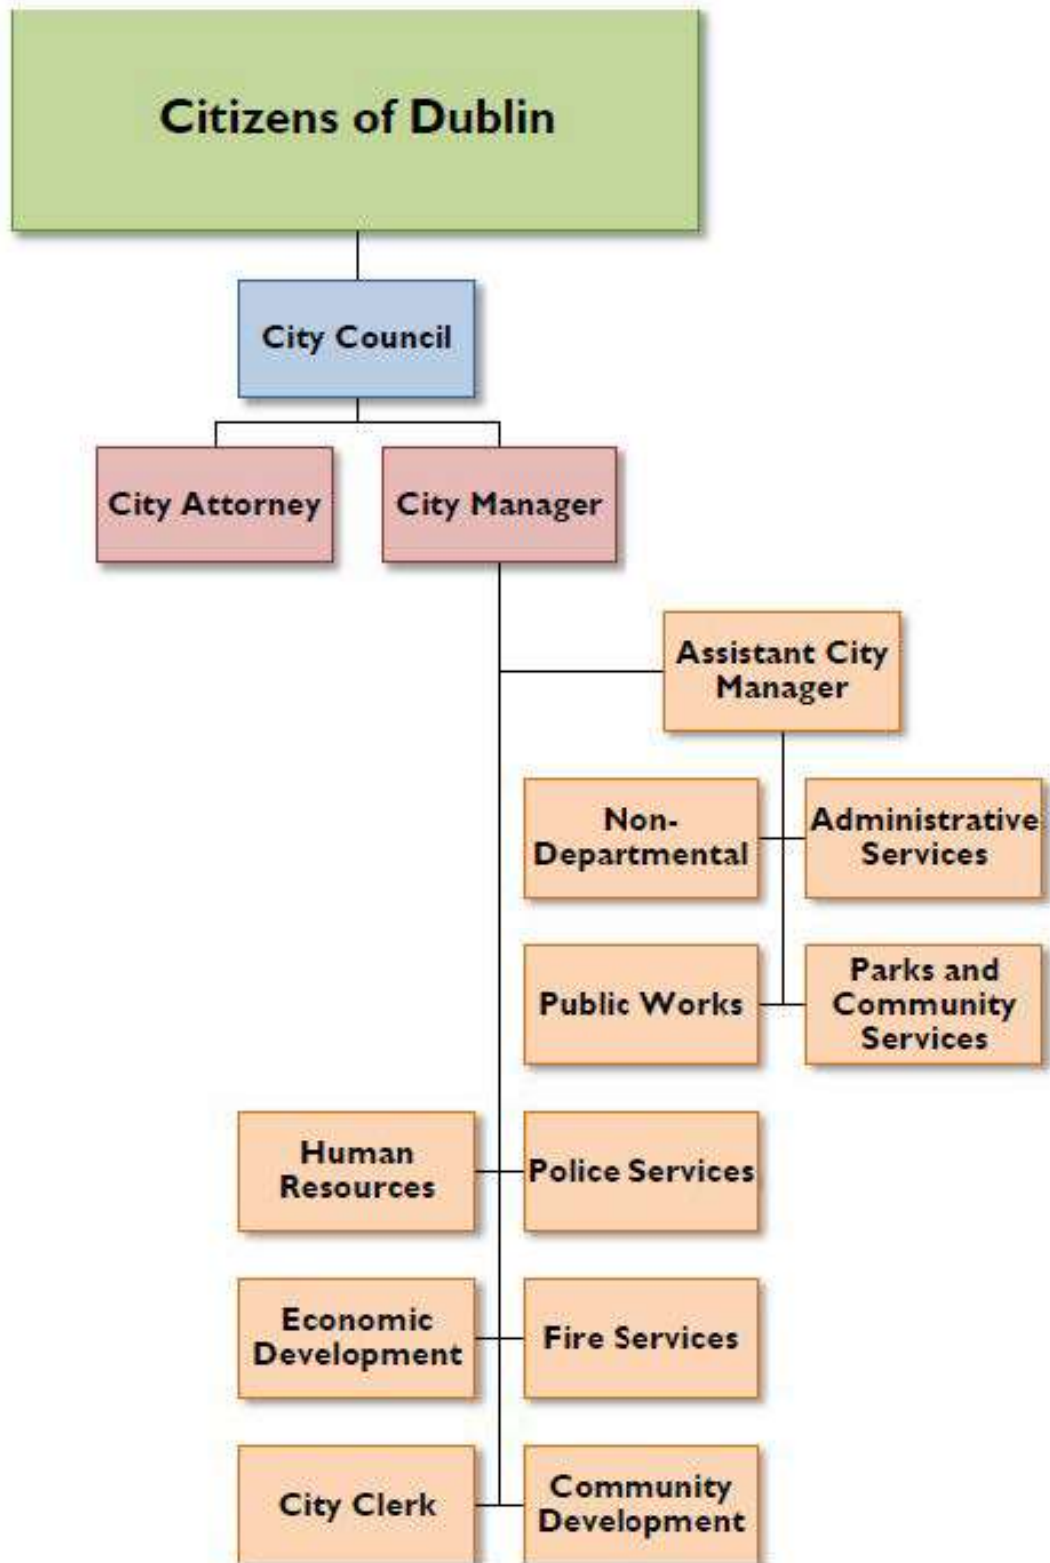 Citizens of Dublin
City Council
City Attorney
City Manager
Assistant City
Manager
Non-
Departmental
Administrative
Services
Public Works
Parks and
Community
Services
Human
Resources
Police Services
Economic
Development
Fire Services
City Clerk
Community
Development